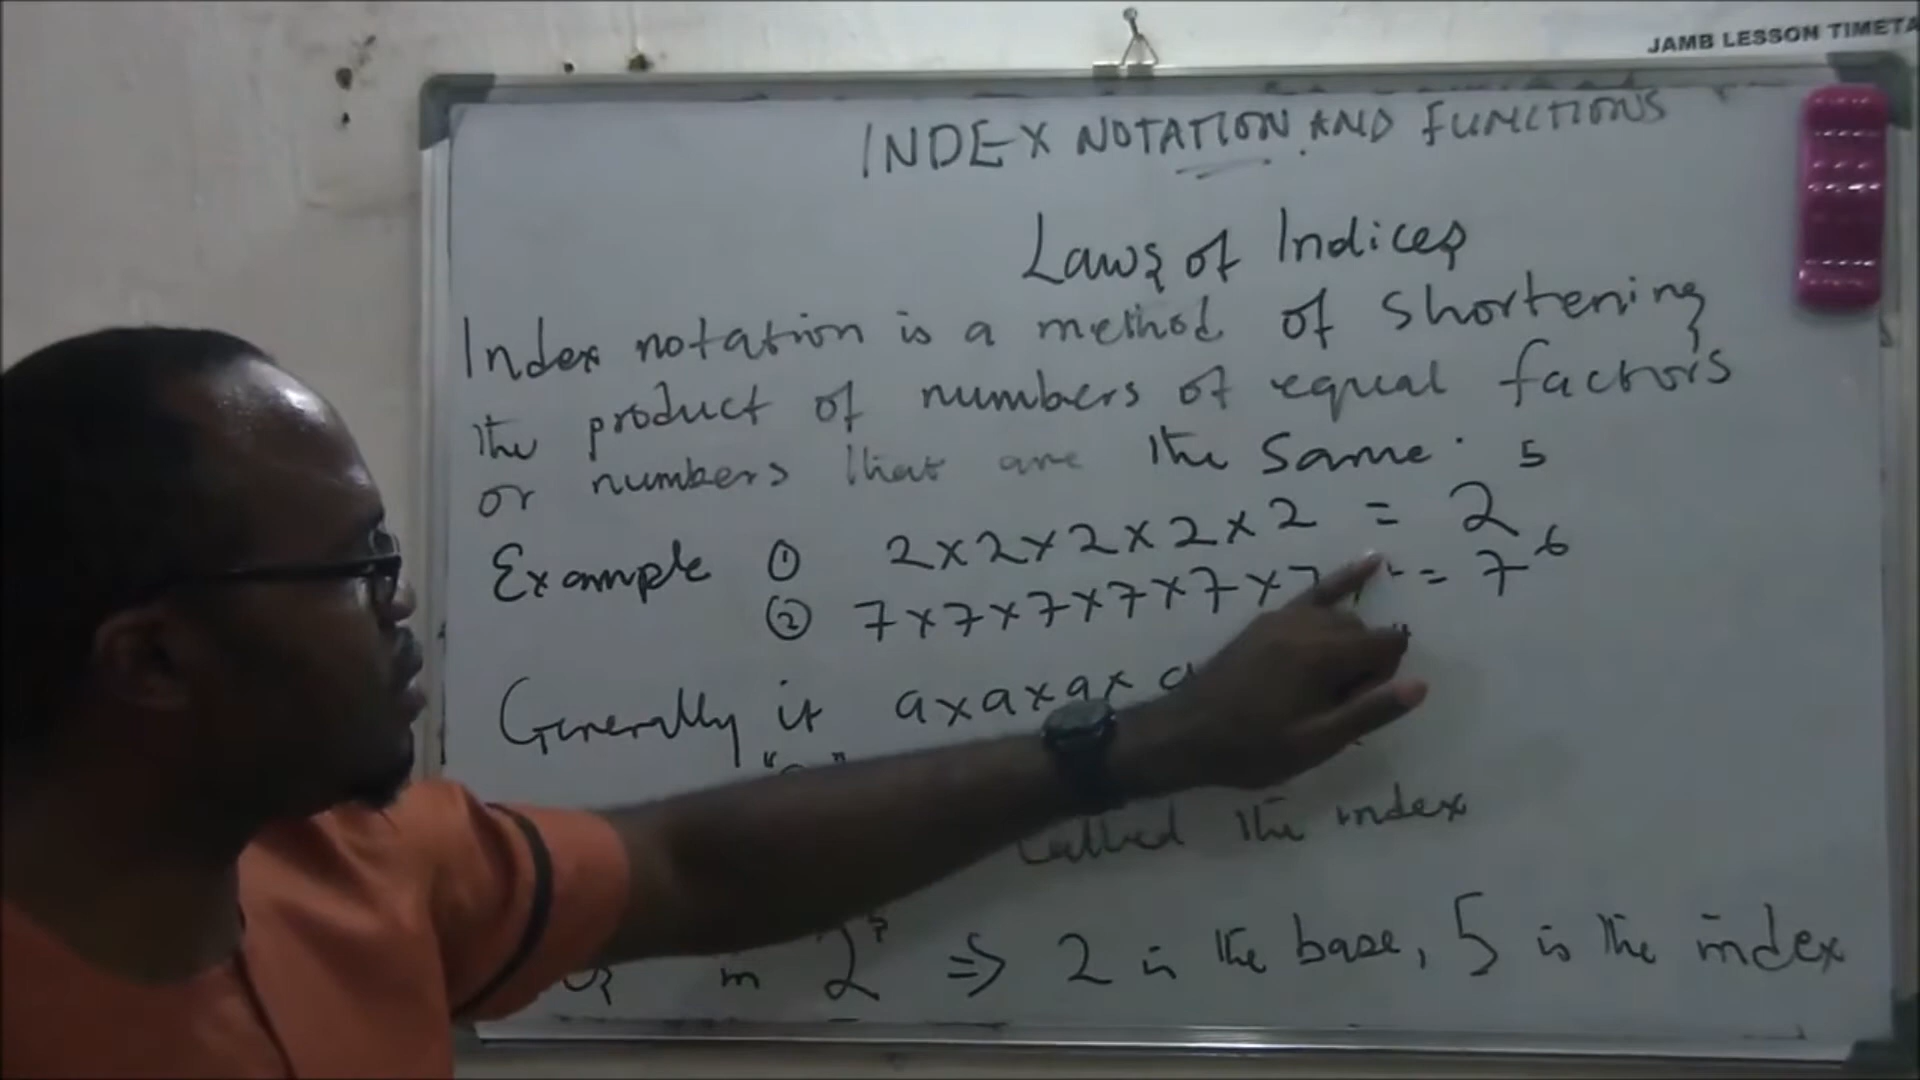 JAMB LESSON TIMETA
INDEX NOTATION AND FUNCTIONS
Laws of Indices
Index notation is a method of shortening
the product of numbers of equal factors
or numbers that are the same.
Example ① 2×2×2×2×2 = 2⁵
② 7×7×7×7×7×7 = 7⁶
Generally if a×a×a×a
called the index
in 2⁵ ⇒ 2 is the base, 5 is the index